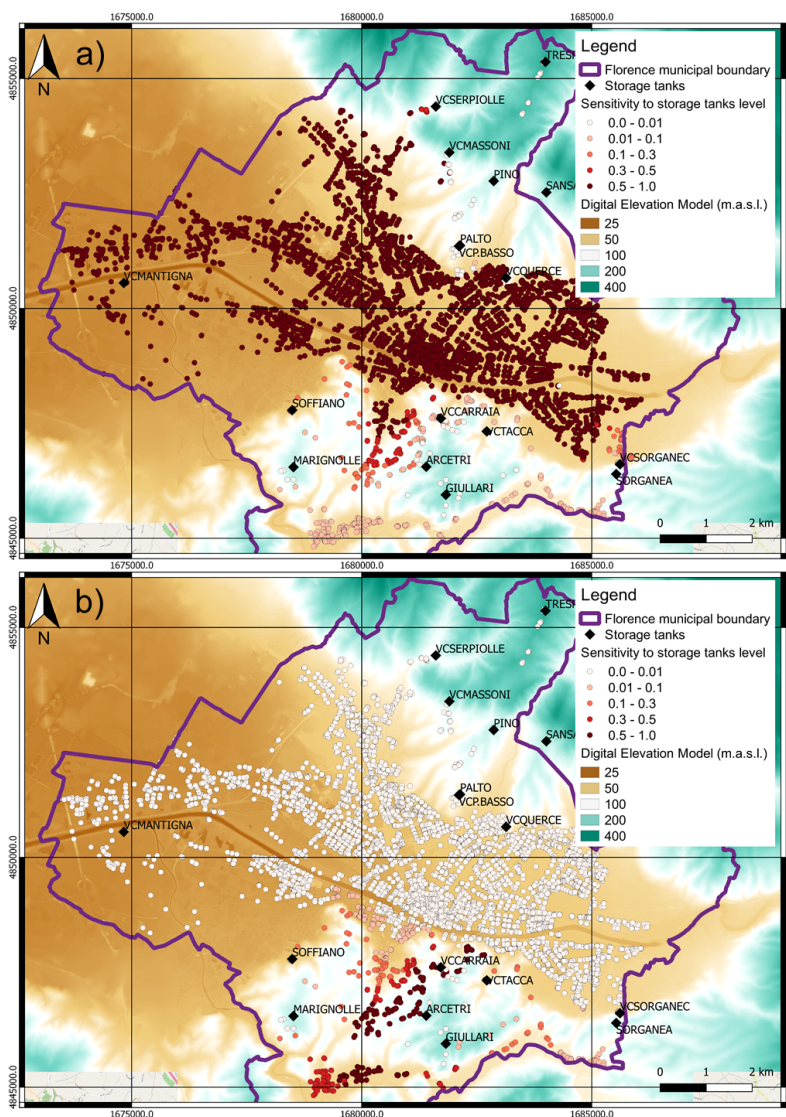 1675000.0 1680000.0 1685000.0
a)
N
4855000.0
4850000.0
4845000.0
VCSERPIOLLE
VCMASSONI
PINO
PALTO
VCP.BASSO
VCQUERCE
VCMANTIGNA
SOFFIANO
VCCARRAIA
VCTACCA
MARIGNOLLE
ARCETRI
GIULLARI
VCSORGANEC
SORGANEA
Legend
Florence municipal boundary
Storage tanks
Sensitivity to storage tanks level
0.0 - 0.01
0.01 - 0.1
0.1 - 0.3
0.3 - 0.5
0.5 - 1.0
Digital Elevation Model (m.a.s.l.)
25
50
100
200
400
0 1 2 km
b)
N
4855000.0
4850000.0
4845000.0
VCSERPIOLLE
VCMASSONI
PINO
PALTO
VCP.BASSO
VCQUERCE
VCMANTIGNA
SOFFIANO
VCCARRAIA
VCTACCA
MARIGNOLLE
ARCETRI
GIULLARI
VCSORGANEC
SORGANEA
Legend
Florence municipal boundary
Storage tanks
Sensitivity to storage tanks level
0.0 - 0.01
0.01 - 0.1
0.1 - 0.3
0.3 - 0.5
0.5 - 1.0
Digital Elevation Model (m.a.s.l.)
25
50
100
200
400
0 1 2 km
1675000.0 1680000.0 1685000.0